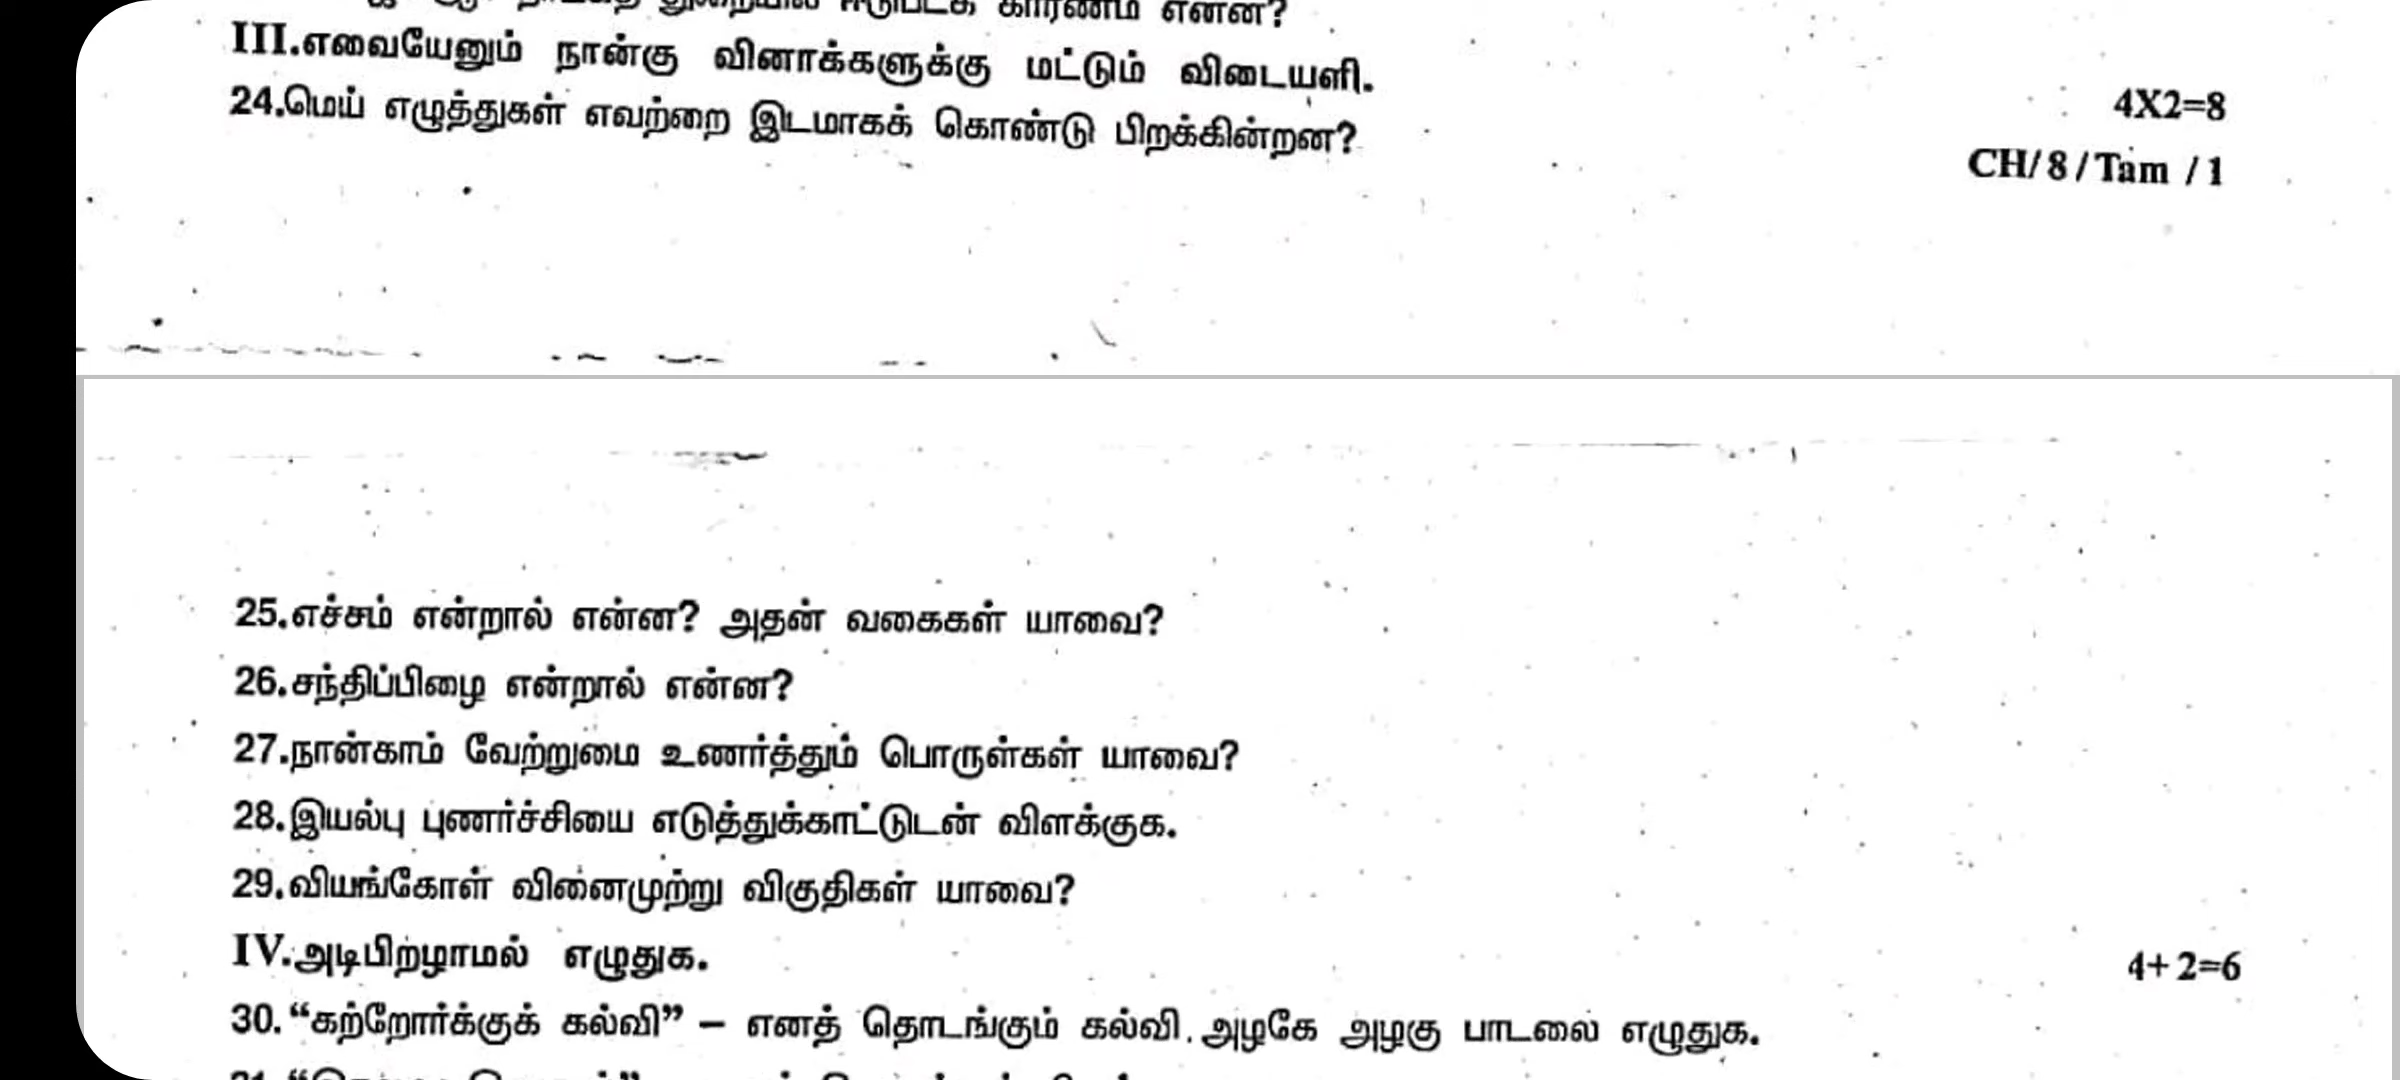 காரணம் என்ன?
III.எவையேனும் நான்கு வினாக்களுக்கு மட்டும் விடையளி.
4X2=8
24.மெய் எழுத்துகள் எவற்றை இடமாகக் கொண்டு பிறக்கின்றன?
CH/ 8 / Tam / 1
25.எச்சம் என்றால் என்ன? அதன் வகைகள் யாவை?
26.சந்திப்பிழை என்றால் என்ன?
27.நான்காம் வேற்றுமை உணர்த்தும் பொருள்கள் யாவை?
28.இயல்பு புணர்ச்சியை எடுத்துக்காட்டுடன் விளக்குக.
29.வியங்கோள் வினைமுற்று விகுதிகள் யாவை?
IV.அடிபிறழாமல் எழுதுக.
4+ 2=6
30. “கற்றோர்க்குக் கல்வி” – எனத் தொடங்கும் கல்வி அழகே அழகு பாடலை எழுதுக.